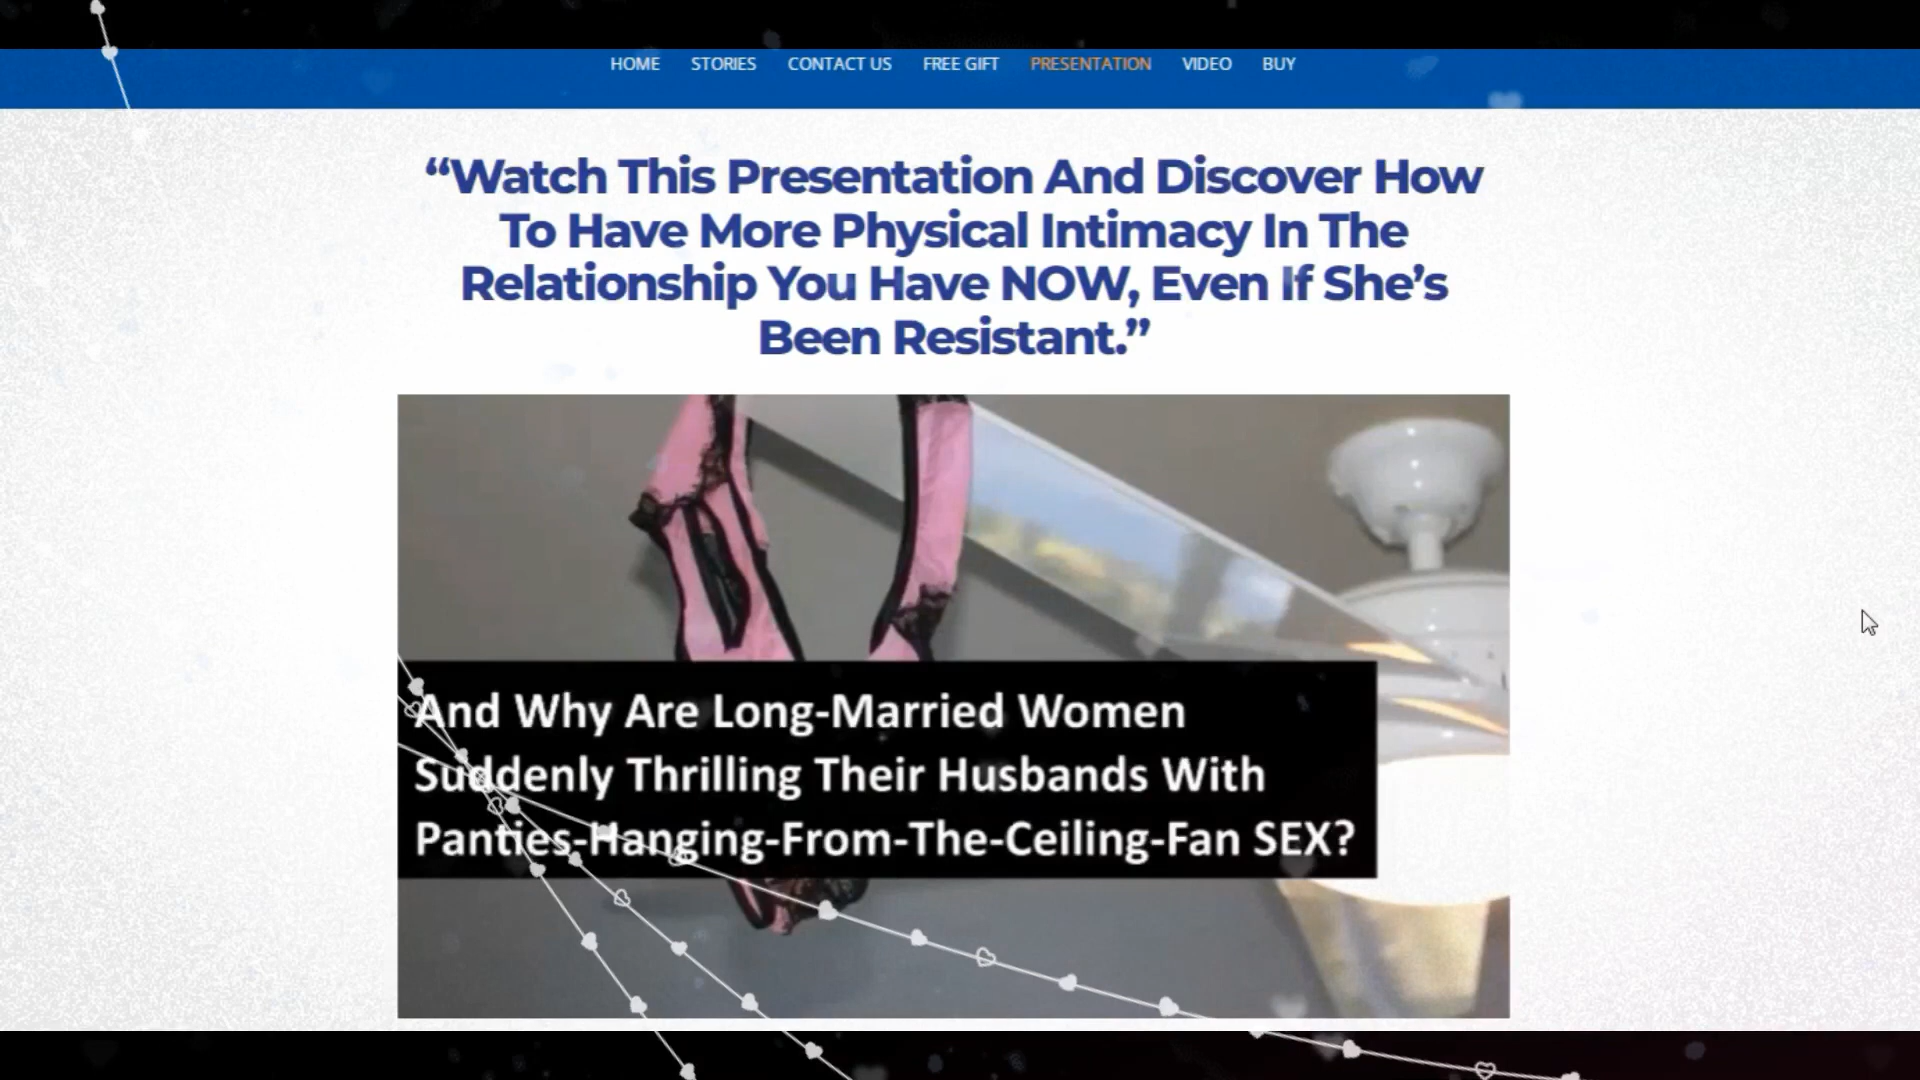 HOME STORIES CONTACT US FREE GIFT PRESENTATION VIDEO BUY
“Watch This Presentation And Discover How
To Have More Physical Intimacy In The
Relationship You Have NOW, Even If She’s
Been Resistant.”
And Why Are Long-Married Women
Suddenly Thrilling Their Husbands With
Panties-Hanging-From-The-Ceiling-Fan SEX?